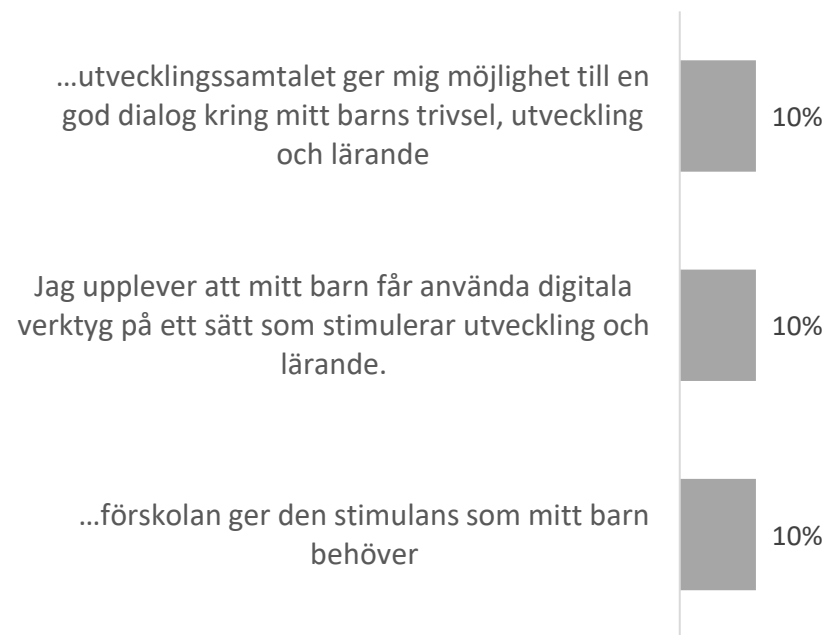 ...utvecklingssamtalet ger mig möjlighet till en
god dialog kring mitt barns trivsel, utveckling
och lärande
10%
Jag upplever att mitt barn får använda digitala
verktyg på ett sätt som stimulerar utveckling och
lärande.
10%
...förskolan ger den stimulans som mitt barn
behöver
10%